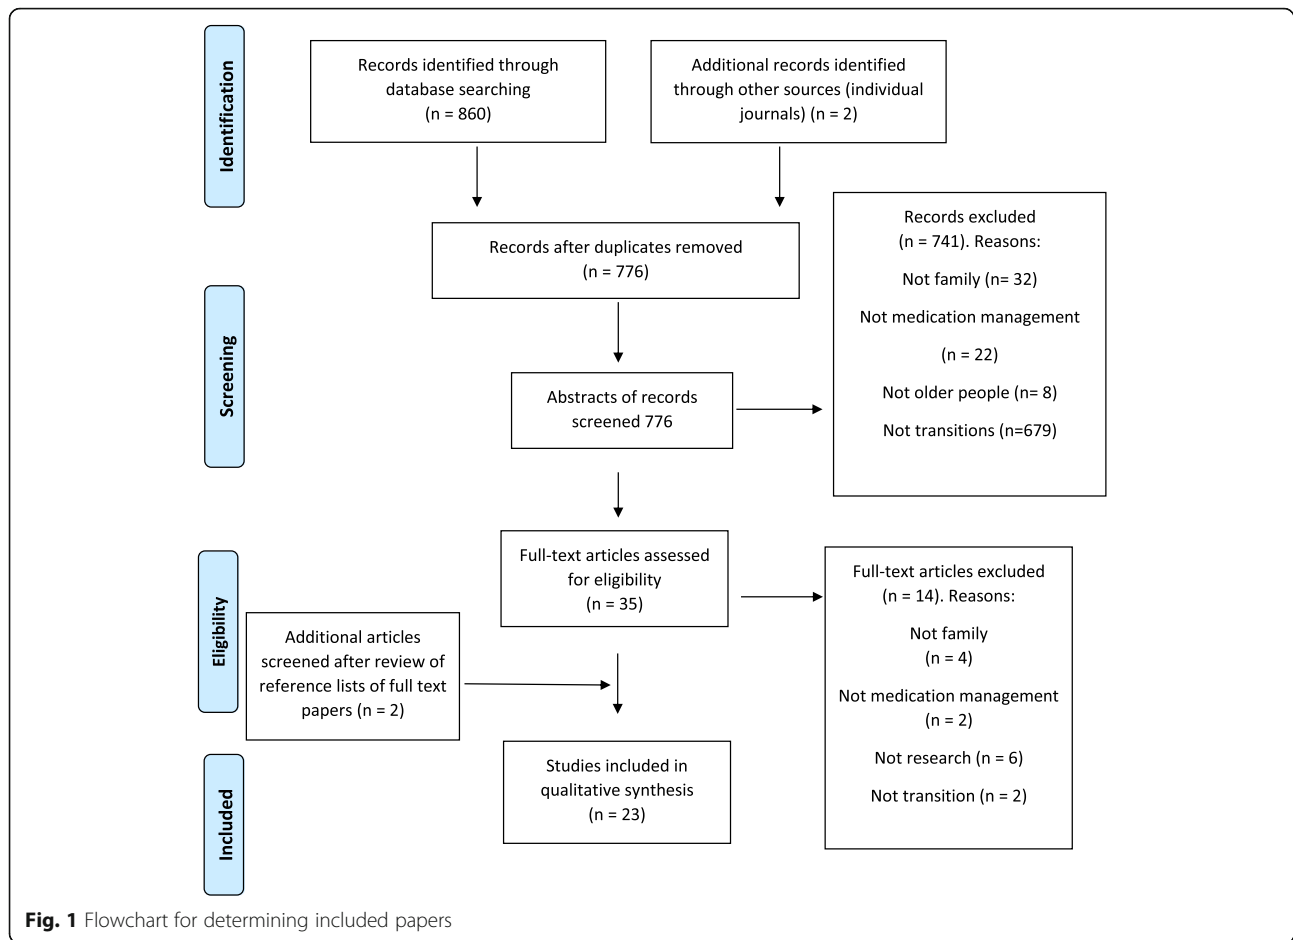 Identification
Records identified through
database searching
(n = 860)
Additional records identified
through other sources (individual
journals) (n = 2)
Records after duplicates removed
(n = 776)
Screening
Abstracts of records
screened 776
Records excluded
(n = 741). Reasons:
Not family (n= 32)
Not medication management
(n = 22)
Not older people (n= 8)
Not transitions (n=679)
Eligibility
Full-text articles assessed
for eligibility
(n = 35)
Full-text articles excluded
(n = 14). Reasons:
Not family
(n = 4)
Not medication management
(n = 2)
Not research (n = 6)
Not transition (n = 2)
Additional articles
screened after review of
reference lists of full text
papers (n = 2)
Included
Studies included in
qualitative synthesis
(n = 23)
Fig. 1 Flowchart for determining included papers